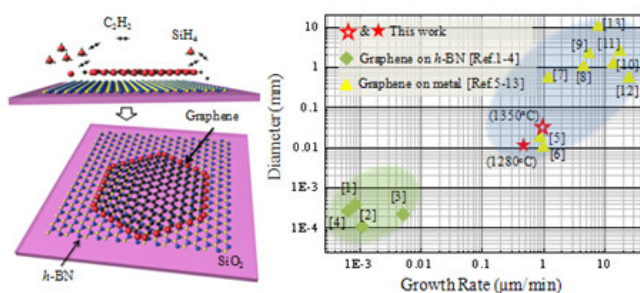 C₂H₂
SiH₄
Graphene
h-BN
SiO₂
Diameter (mm)
10
1
0.1
0.01
1E-3
1E-4
& This work
Graphene on h-BN [Ref.1-4]
Graphene on metal [Ref.5-13]
[13]
[9]
[11]
[10]
[7]
[8]
[12]
(1350°C)
[5]
(1280°C)
[6]
[1]
[3]
[4]
[2]
1E-3
0.01
0.1
1
10
Growth Rate (μm/min)